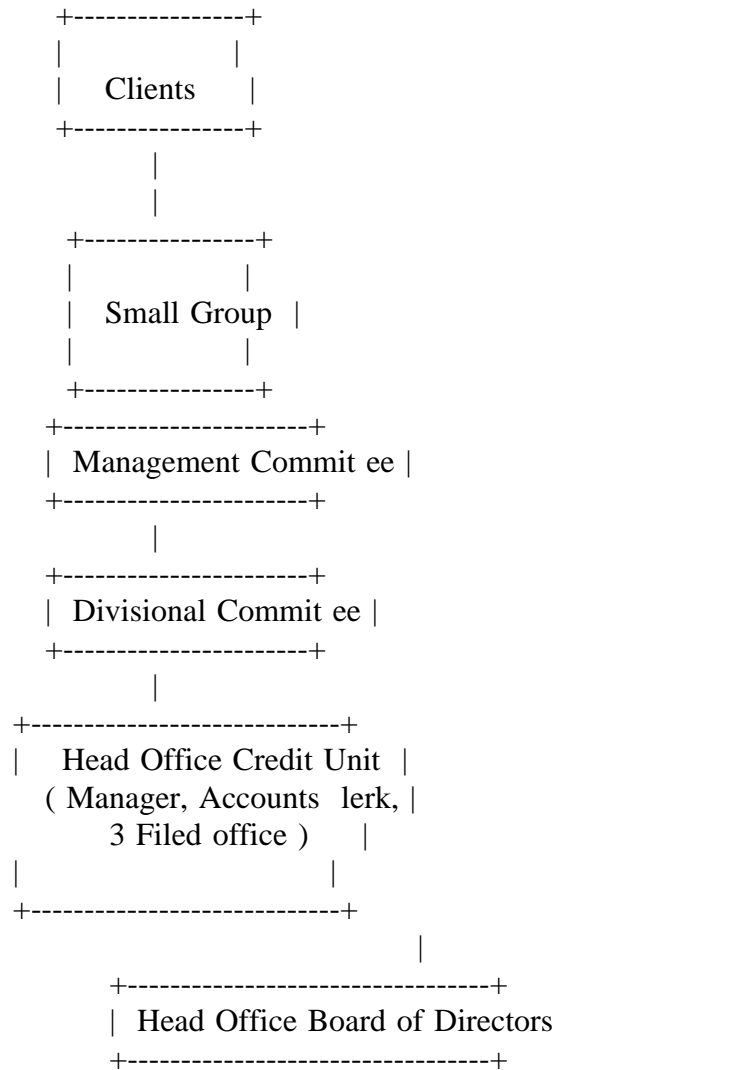 +----------------+
| |
| Clients |
+----------------+
|
|
+----------------+
| |
| Small Group |
| |
+----------------+
+-----------------------+
| Management Commit ee |
+-----------------------+
|
+-----------------------+
| Divisional Commit ee |
+-----------------------+
|
+-----------------------------+
| Head Office Credit Unit |
( Manager, Accounts lerk, |
3 Filed office ) |
| |
+-----------------------------+
|
+----------------------------------+
| Head Office Board of Directors
+----------------------------------+